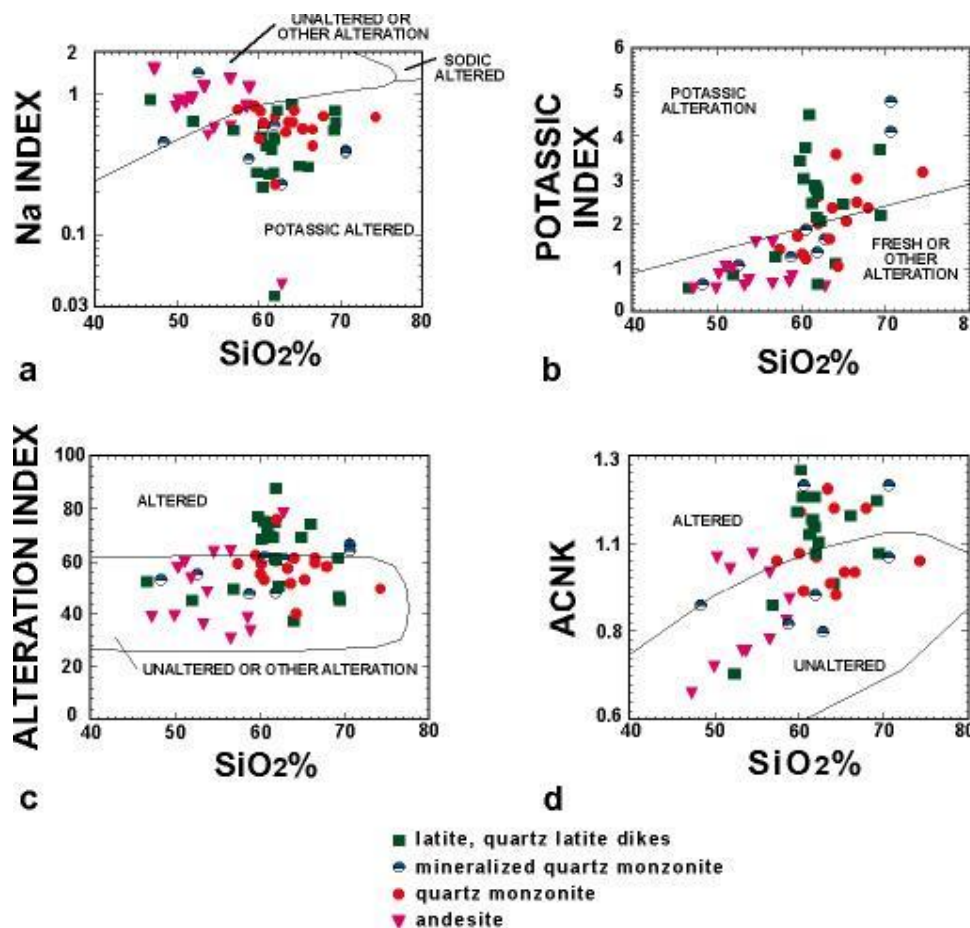 UNALTERED OR
OTHER ALTERATION
SODIC
ALTERED
2
1
0.1
0.03
Na INDEX
POTASSIC ALTERED
40 50 60 70 80
SiO2%
a
6
5
4
3
2
1
0
POTASSIC
INDEX
POTASSIC
ALTERATION
FRESH OR
OTHER
ALTERATION
40 50 60 70 80
SiO2%
b
100
80
60
40
20
0
ALTERATION INDEX
ALTERED
UNALTERED OR OTHER ALTERATION
40 50 60 70 80
SiO2%
c
1.3
1.1
0.8
0.6
ACNK
ALTERED
UNALTERED
40 50 60 70 80
SiO2%
d
latite, quartz latite dikes
mineralized quartz monzonite
quartz monzonite
andesite